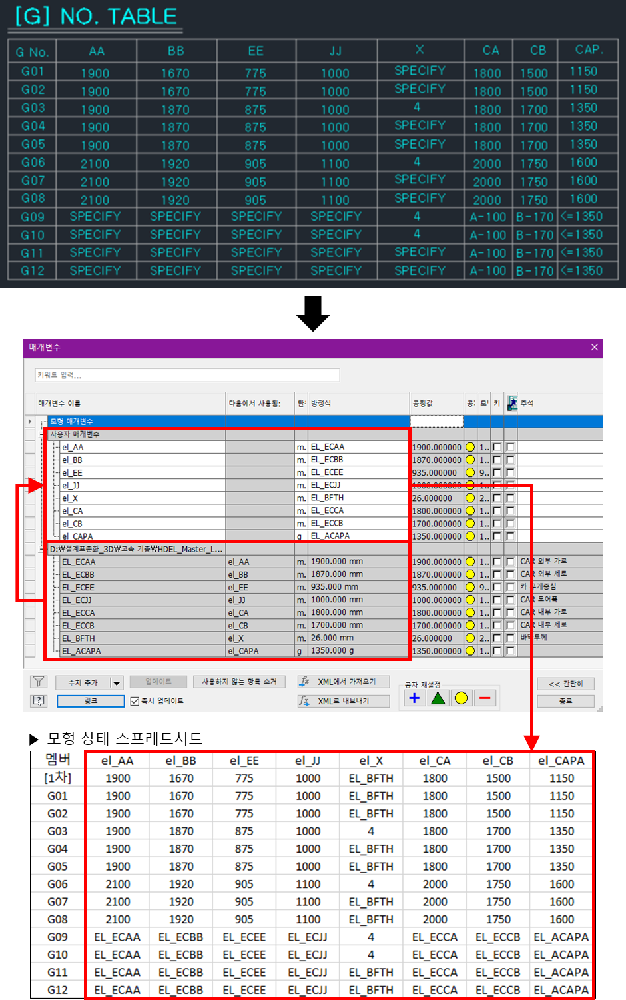 [G] NO. TABLE
G No. AA BB EE JJ X CA CB CAP.
G01 1900 1670 775 1000 SPECIFY 1800 1500 1150
G02 1900 1670 775 1000 SPECIFY 1800 1500 1150
G03 1900 1870 875 1000 4 1800 1700 1350
G04 1900 1870 875 1000 SPECIFY 1800 1700 1350
G05 1900 1870 875 1000 SPECIFY 1800 1700 1350
G06 2100 1920 905 1100 4 2000 1750 1600
G07 2100 1920 905 1100 SPECIFY 2000 1750 1600
G08 2100 1920 905 1100 SPECIFY 2000 1750 1600
G09 SPECIFY SPECIFY SPECIFY SPECIFY 4 A-100 B-170 <=1350
G10 SPECIFY SPECIFY SPECIFY SPECIFY 4 A-100 B-170 <=1350
G11 SPECIFY SPECIFY SPECIFY SPECIFY SPECIFY A-100 B-170 <=1350
G12 SPECIFY SPECIFY SPECIFY SPECIFY SPECIFY A-100 B-170 <=1350
매개변수
키워드 입력...
매개변수 이름 다음에서 사용됨: 단 방정식 공칭값 공 모 키 주석
모형 매개변수
사용자 매개변수
el_AA m. EL_ECAA 1900.000000 1..
el_BB m. EL_ECBB 1870.000000 1..
el_EE m. EL_ECEE 935.000000 9..
el_JJ m. EL_ECJJ 1000.000000 1..
el_X m. EL_BFTH 26.000000 2..
el_CA m. EL_ECCA 1800.000000 1..
el_CB m. EL_ECCB 1700.000000 1..
el_CAPA g EL_ACAPA 1350.000000 1..
D:₩설계표준화_3D₩고속 기종₩HDEL_Master_L...
EL_ECAA el_AA m. 1900.000 mm 1900.000000 1.. CAR 외부 가로
EL_ECBB el_BB m. 1870.000 mm 1870.000000 1.. CAR 외부 세로
EL_ECEE el_EE m. 935.000 mm 935.000000 9.. 카 무게중심
EL_ECJJ el_JJ m. 1000.000 mm 1000.000000 1.. CAR 도어폭
EL_ECCA el_CA m. 1800.000 mm 1800.000000 1.. CAR 내부 가로
EL_ECCB el_CB m. 1700.000 mm 1700.000000 1.. CAR 내부 세로
EL_BFTH el_X m. 26.000 mm 26.000000 2.. 바닥두께
EL_ACAPA el_CAPA g 1350.000 g 1350.000000 1..
수치 추가 업데이트 사용하지 않는 항목 소거 XML에서 가져오기 공차 재설정 << 간단히
링크 즉시 업데이트 XML로 내보내기 종료
▶ 모형 상태 스프레드시트
멤버 el_AA el_BB el_EE el_JJ el_X el_CA el_CB el_CAPA
[1차] 1900 1670 775 1000 EL_BFTH 1800 1500 1150
G01 1900 1670 775 1000 EL_BFTH 1800 1500 1150
G02 1900 1670 775 1000 EL_BFTH 1800 1500 1150
G03 1900 1870 875 1000 4 1800 1700 1350
G04 1900 1870 875 1000 EL_BFTH 1800 1700 1350
G05 1900 1870 875 1000 EL_BFTH 1800 1700 1350
G06 2100 1920 905 1100 4 2000 1750 1600
G07 2100 1920 905 1100 EL_BFTH 2000 1750 1600
G08 2100 1920 905 1100 EL_BFTH 2000 1750 1600
G09 EL_ECAA EL_ECBB EL_ECEE EL_ECJJ 4 EL_ECCA EL_ECCB EL_ACAPA
G10 EL_ECAA EL_ECBB EL_ECEE EL_ECJJ 4 EL_ECCA EL_ECCB EL_ACAPA
G11 EL_ECAA EL_ECBB EL_ECEE EL_ECJJ EL_BFTH EL_ECCA EL_ECCB EL_ACAPA
G12 EL_ECAA EL_ECBB EL_ECEE EL_ECJJ EL_BFTH EL_ECCA EL_ECCB EL_ACAPA